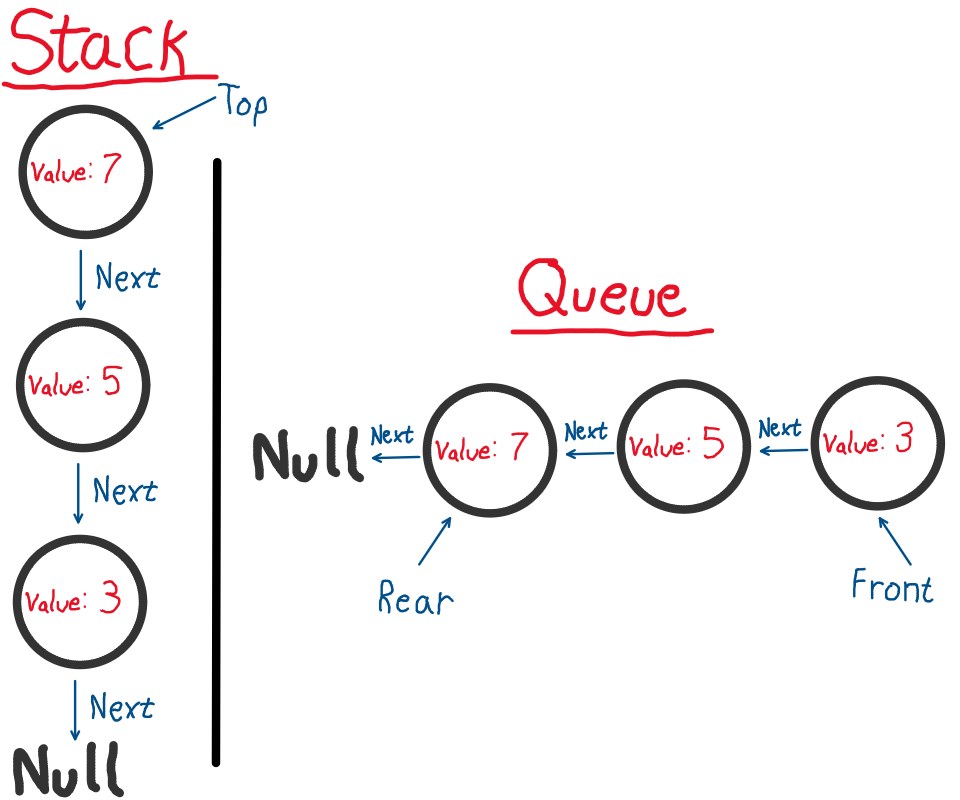 Stack
Top
Value: 7
Next
Value: 5
Next
Value: 3
Next
Null
Queue
Null
Next
Value: 7
Next
Value: 5
Next
Value: 3
Rear
Front